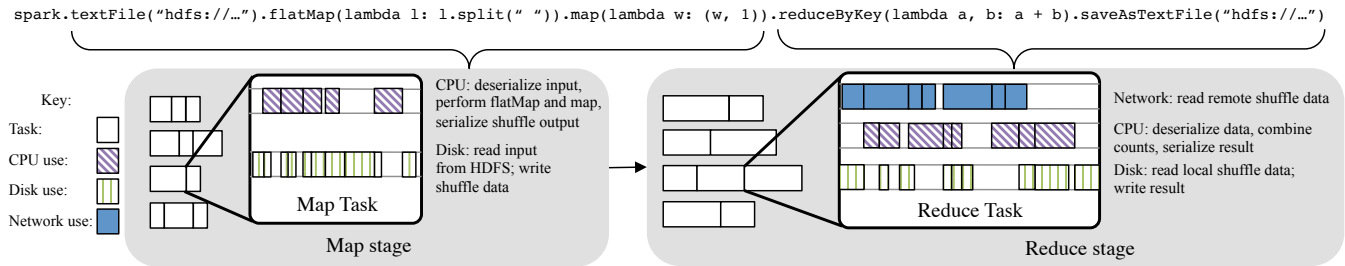 spark.textFile(“hdfs://…”).flatMap(lambda l: l.split(“ “)).map(lambda w: (w, 1)).reduceByKey(lambda a, b: a + b).saveAsTextFile(“hdfs://…”)
Key:
Task:
CPU use:
Disk use:
Network use:
Map Task
CPU: deserialize input,
perform flatMap and map,
serialize shuffle output
Disk: read input
from HDFS; write
shuffle data
Map stage
Reduce Task
Network: read remote shuffle data
CPU: deserialize data, combine
counts, serialize result
Disk: read local shuffle data;
write result
Reduce stage